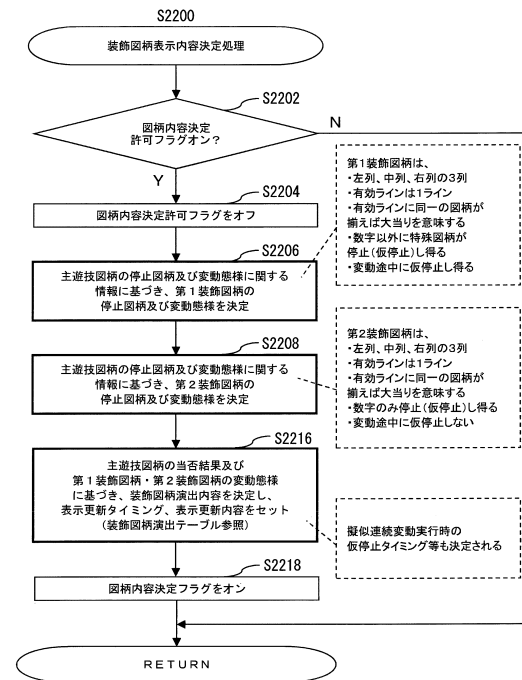 S2200
装飾図柄表示内容決定処理
S2202
図柄内容決定
許可フラグオン？
N
Y
S2204
図柄内容決定許可フラグをオフ
第1装飾図柄は、
・左列、中列、右列の3列
・有効ラインは1ライン
・有効ラインに同一の図柄が
揃えば大当りを意味する
・数字以外に特殊図柄が
停止(仮停止)し得る
・変動途中に仮停止し得る
S2206
主遊技図柄の停止図柄及び変動態様に関する
情報に基づき、第1装飾図柄の
停止図柄及び変動態様を決定
S2208
主遊技図柄の停止図柄及び変動態様に関する
情報に基づき、第2装飾図柄の
停止図柄及び変動態様を決定
第2装飾図柄は、
・左列、中列、右列の3列
・有効ラインは1ライン
・有効ラインに同一の図柄が
揃えば大当りを意味する
・数字のみ停止(仮停止)し得る
・変動途中に仮停止しない
S2216
主遊技図柄の当否結果及び
第1装飾図柄・第2装飾図柄の変動態様
に基づき、装飾図柄演出内容を決定し、
表示更新タイミング、表示更新内容をセット
(装飾図柄演出テーブル参照)
擬似連続変動実行時の
仮停止タイミング等も決定される
S2218
図柄内容決定フラグをオン
RETURN